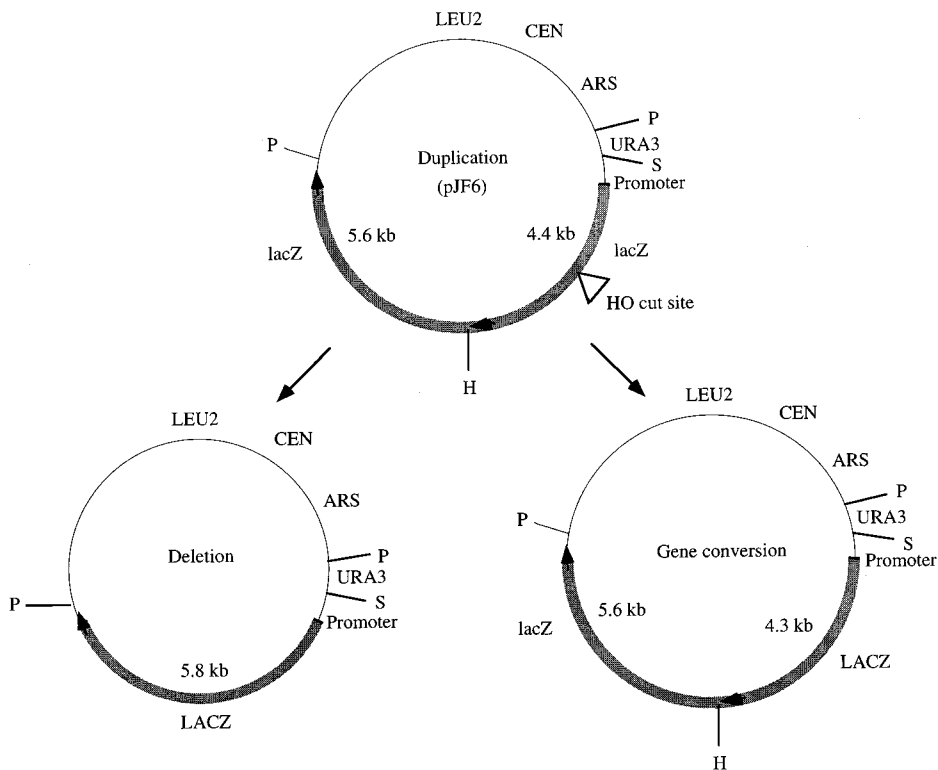 LEU2
CEN
ARS
P
URA3
S
Promoter
P
Duplication
(pJF6)
5.6 kb
4.4 kb
lacZ
lacZ
HO cut site
H
LEU2
CEN
ARS
P
URA3
S
Promoter
P
Deletion
5.8 kb
LACZ
LEU2
CEN
ARS
P
URA3
S
Promoter
P
Gene conversion
5.6 kb
4.3 kb
lacZ
LACZ
H